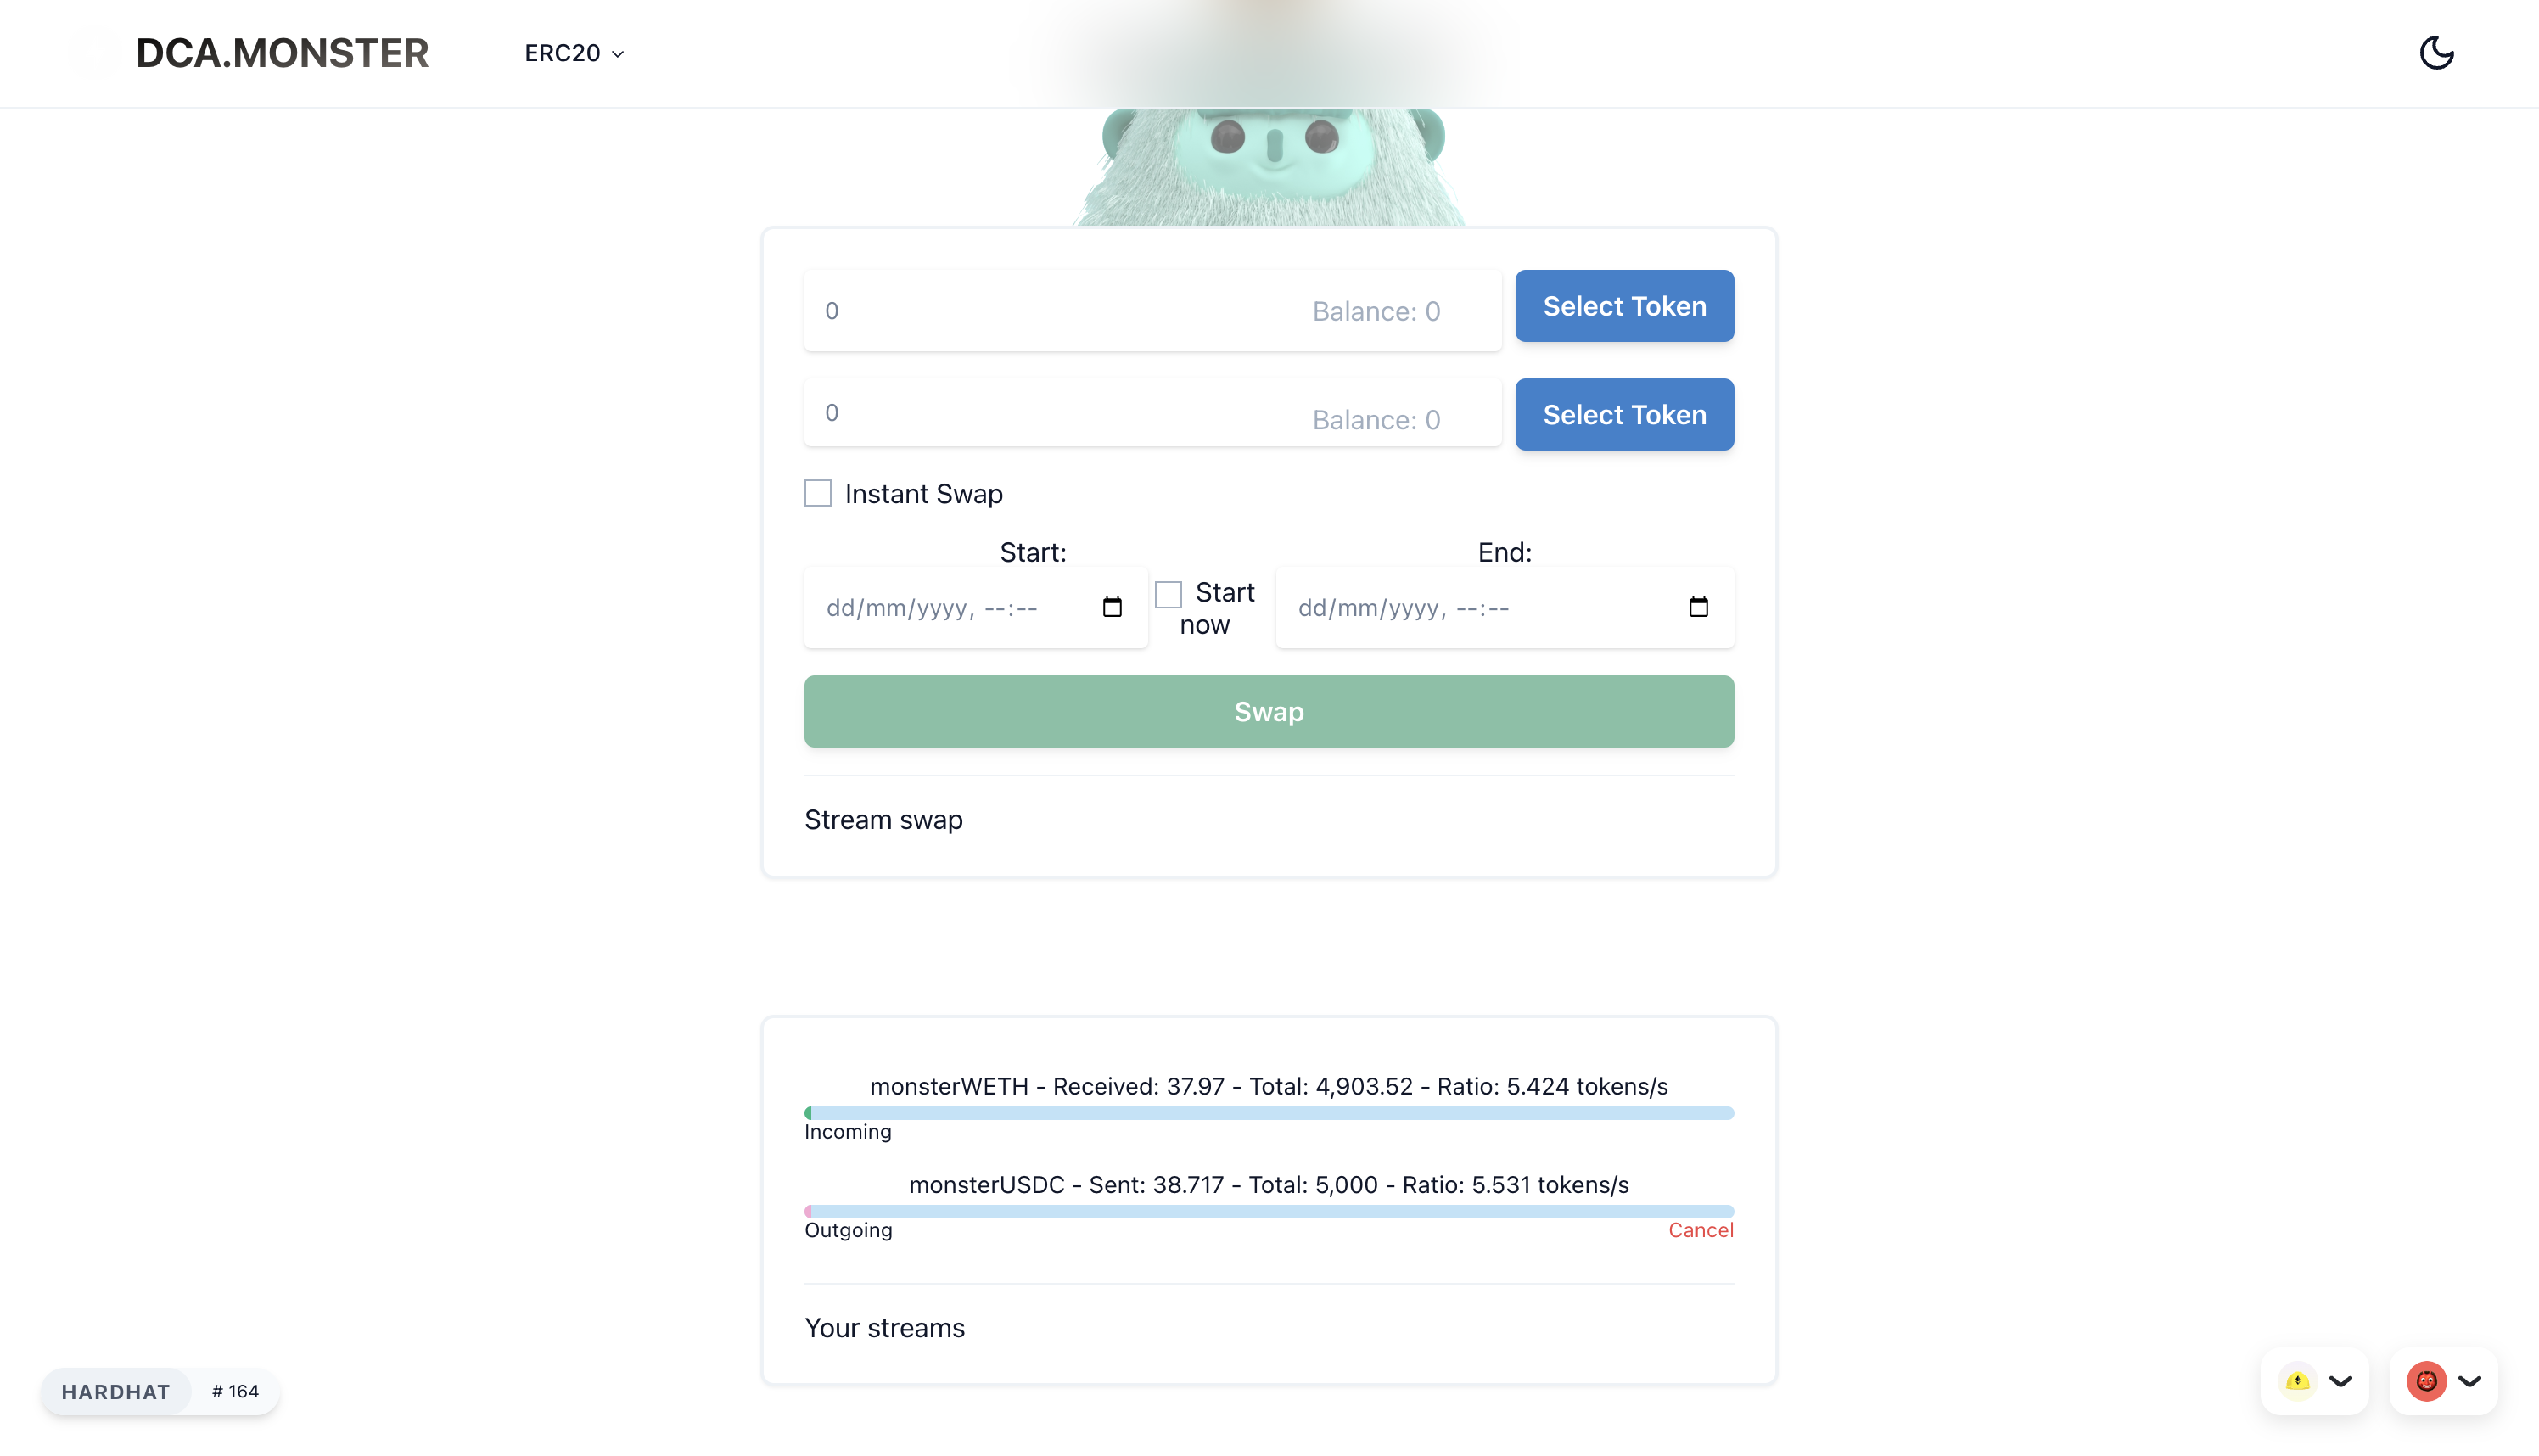 DCA.MONSTER
ERC20
0
Balance: 0
Select Token
0
Balance: 0
Select Token
Instant Swap
Start:
End:
dd/mm/yyyy, --:--
Start
now
dd/mm/yyyy, --:--
Swap
Stream swap
monsterWETH - Received: 37.97 - Total: 4,903.52 - Ratio: 5.424 tokens/s
Incoming
monsterUSDC - Sent: 38.717 - Total: 5,000 - Ratio: 5.531 tokens/s
Outgoing
Cancel
Your streams
HARDHAT
# 164